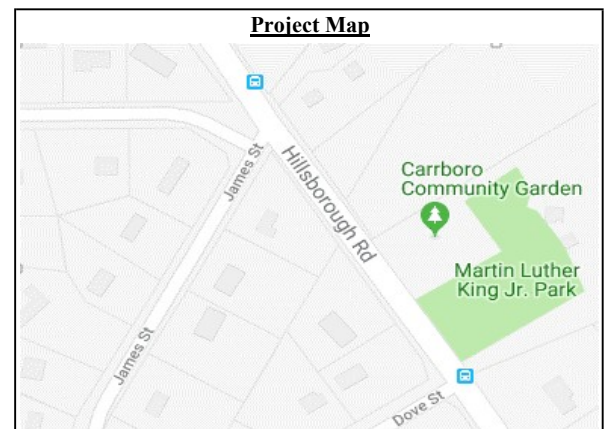 Project Map
James St
Hillsborough Rd
Carrboro
Community Garden
Martin Luther
King Jr. Park
James St
Dove St